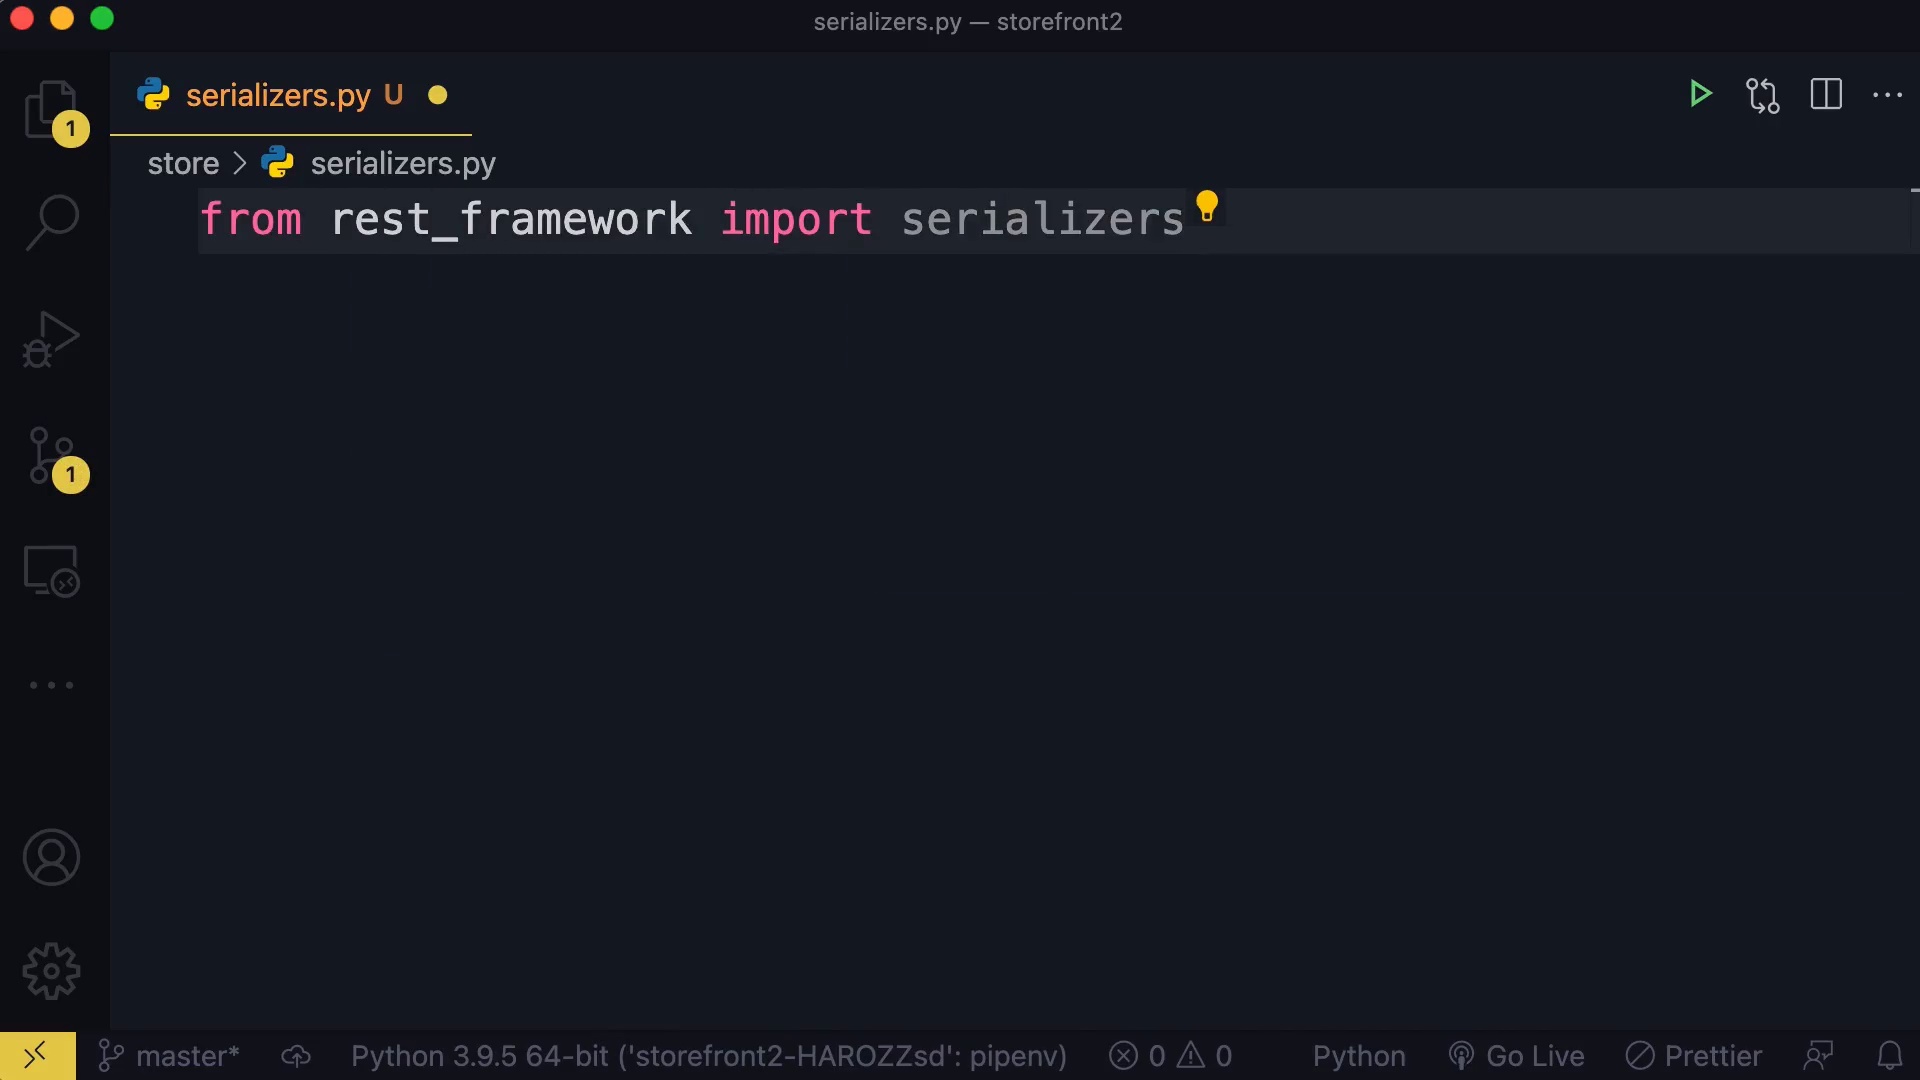 serializers.py — storefront2
serializers.py U
store > serializers.py
from rest_framework import serializers
1
1
master* Python 3.9.5 64-bit ('storefront2-HAROZZsd': pipenv) 0 0 Python Go Live Prettier